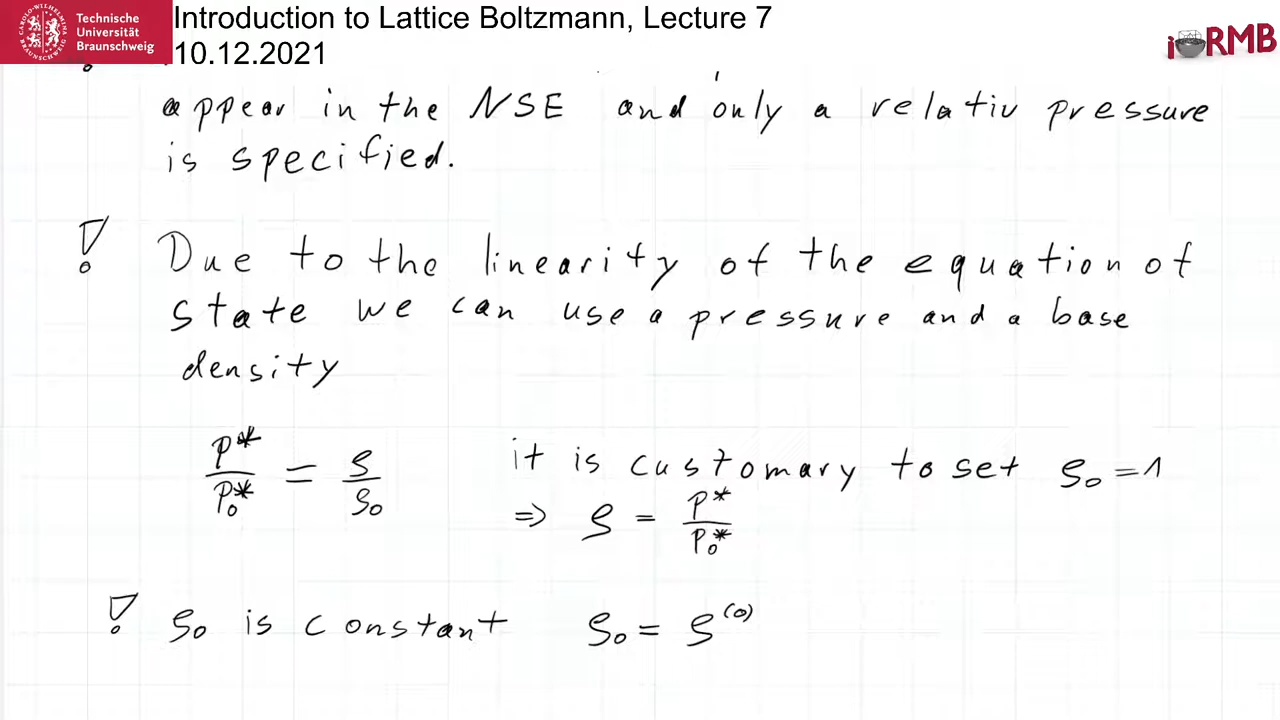 Technische
Universität
Braunschweig
Introduction to Lattice Boltzmann, Lecture 7
10.12.2021
iRMB
appear in the NSE and only a relativ pressure
is specified.
! Due to the linearity of the equation of
state we can use a pressure and a base
density
p*/p₀* = ρ/ρ₀ it is customary to set ρ₀ = 1
⇒ ρ = p*/p₀*
! ρ₀ is constant ρ₀ = ρ⁽⁰⁾